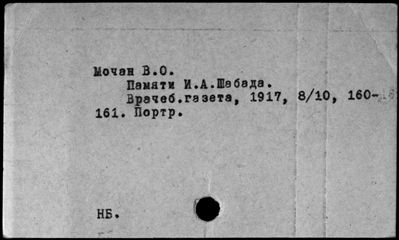 Мочан В.О.
Памяти И.А.Шабада.
Врачеб.газета, 1917, 8/10, 160-
161. Портр.
НБ.